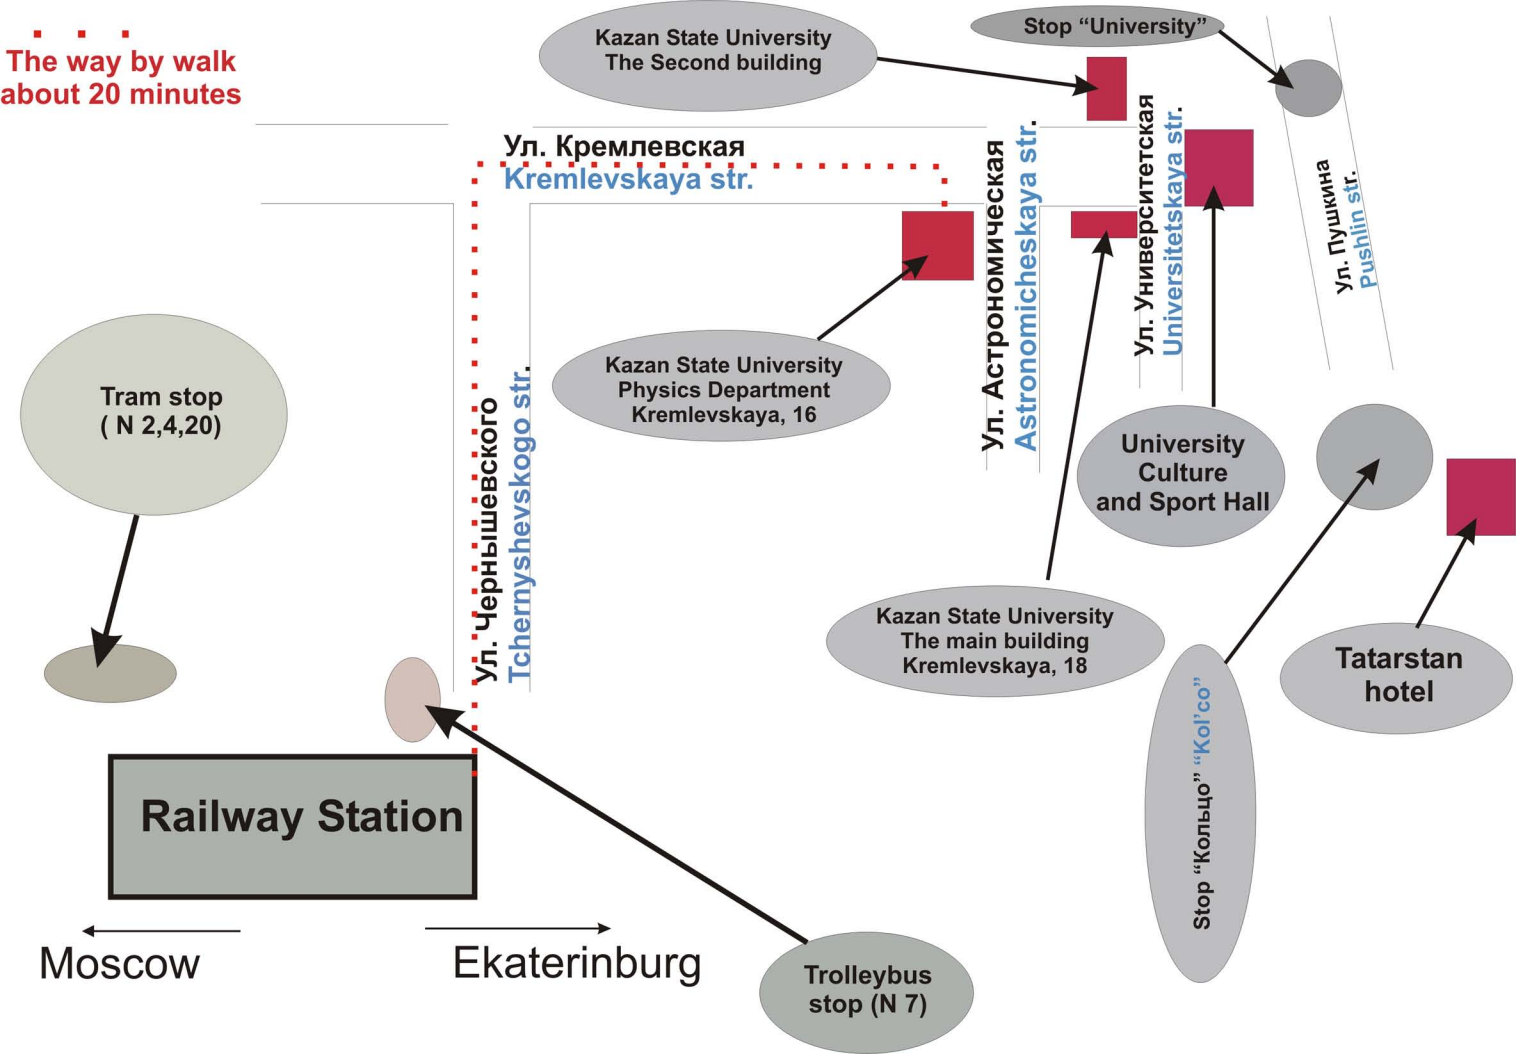 The way by walk
about 20 minutes
Kazan State University
The Second building
Stop “University”
Ул. Кремлевская
Kremlevskaya str.
Ул. Астрономическая
Astronomicheskaya str.
Ул. Университетская
Universitetskaya str.
Ул. Пушкина
Pushlin str.
Tram stop
( N 2,4,20)
Kazan State University
Physics Department
Kremlevskaya, 16
Ул. Чернышевского
Tchernyshevskogo str.
University
Culture
and Sport Hall
Kazan State University
The main building
Kremlevskaya, 18
Tatarstan
hotel
Stop “Кольцо” “Kol’co”
Railway Station
Moscow
Ekaterinburg
Trolleybus
stop (N 7)